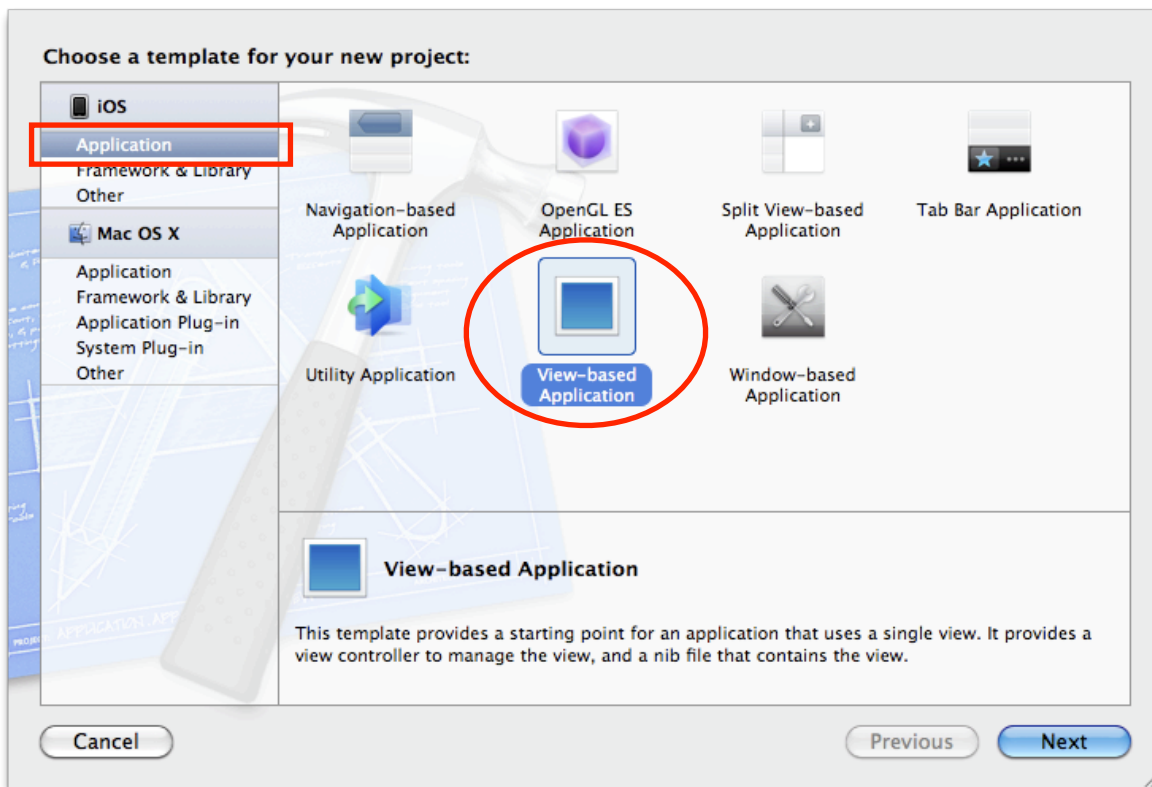 Choose a template for your new project:
iOS
Application
Framework & Library
Other
Mac OS X
Application
Framework & Library
Application Plug-in
System Plug-in
Other
Navigation-based
Application
OpenGL ES
Application
Split View-based
Application
Tab Bar Application
Utility Application
View-based
Application
Window-based
Application
View-based Application
This template provides a starting point for an application that uses a single view. It provides a
view controller to manage the view, and a nib file that contains the view.
Cancel
Previous
Next